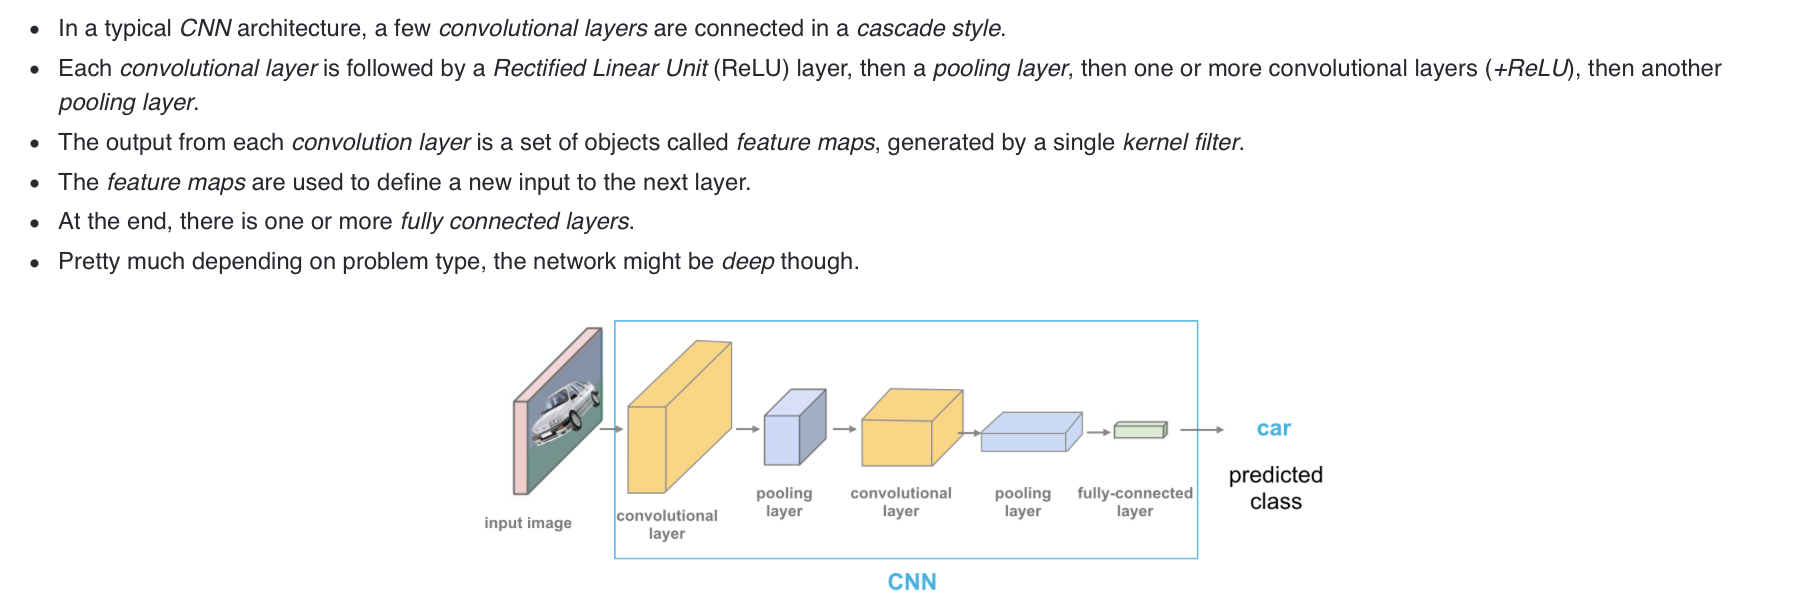 In a typical CNN architecture, a few convolutional layers are connected in a cascade style.
Each convolutional layer is followed by a Rectified Linear Unit (ReLU) layer, then a pooling layer, then one or more convolutional layers (+ReLU), then another
pooling layer.
The output from each convolution layer is a set of objects called feature maps, generated by a single kernel filter.
The feature maps are used to define a new input to the next layer.
At the end, there is one or more fully connected layers.
Pretty much depending on problem type, the network might be deep though.
input image
convolutional
layer
pooling
layer
convolutional
layer
pooling
layer
fully-connected
layer
car
predicted
class
CNN